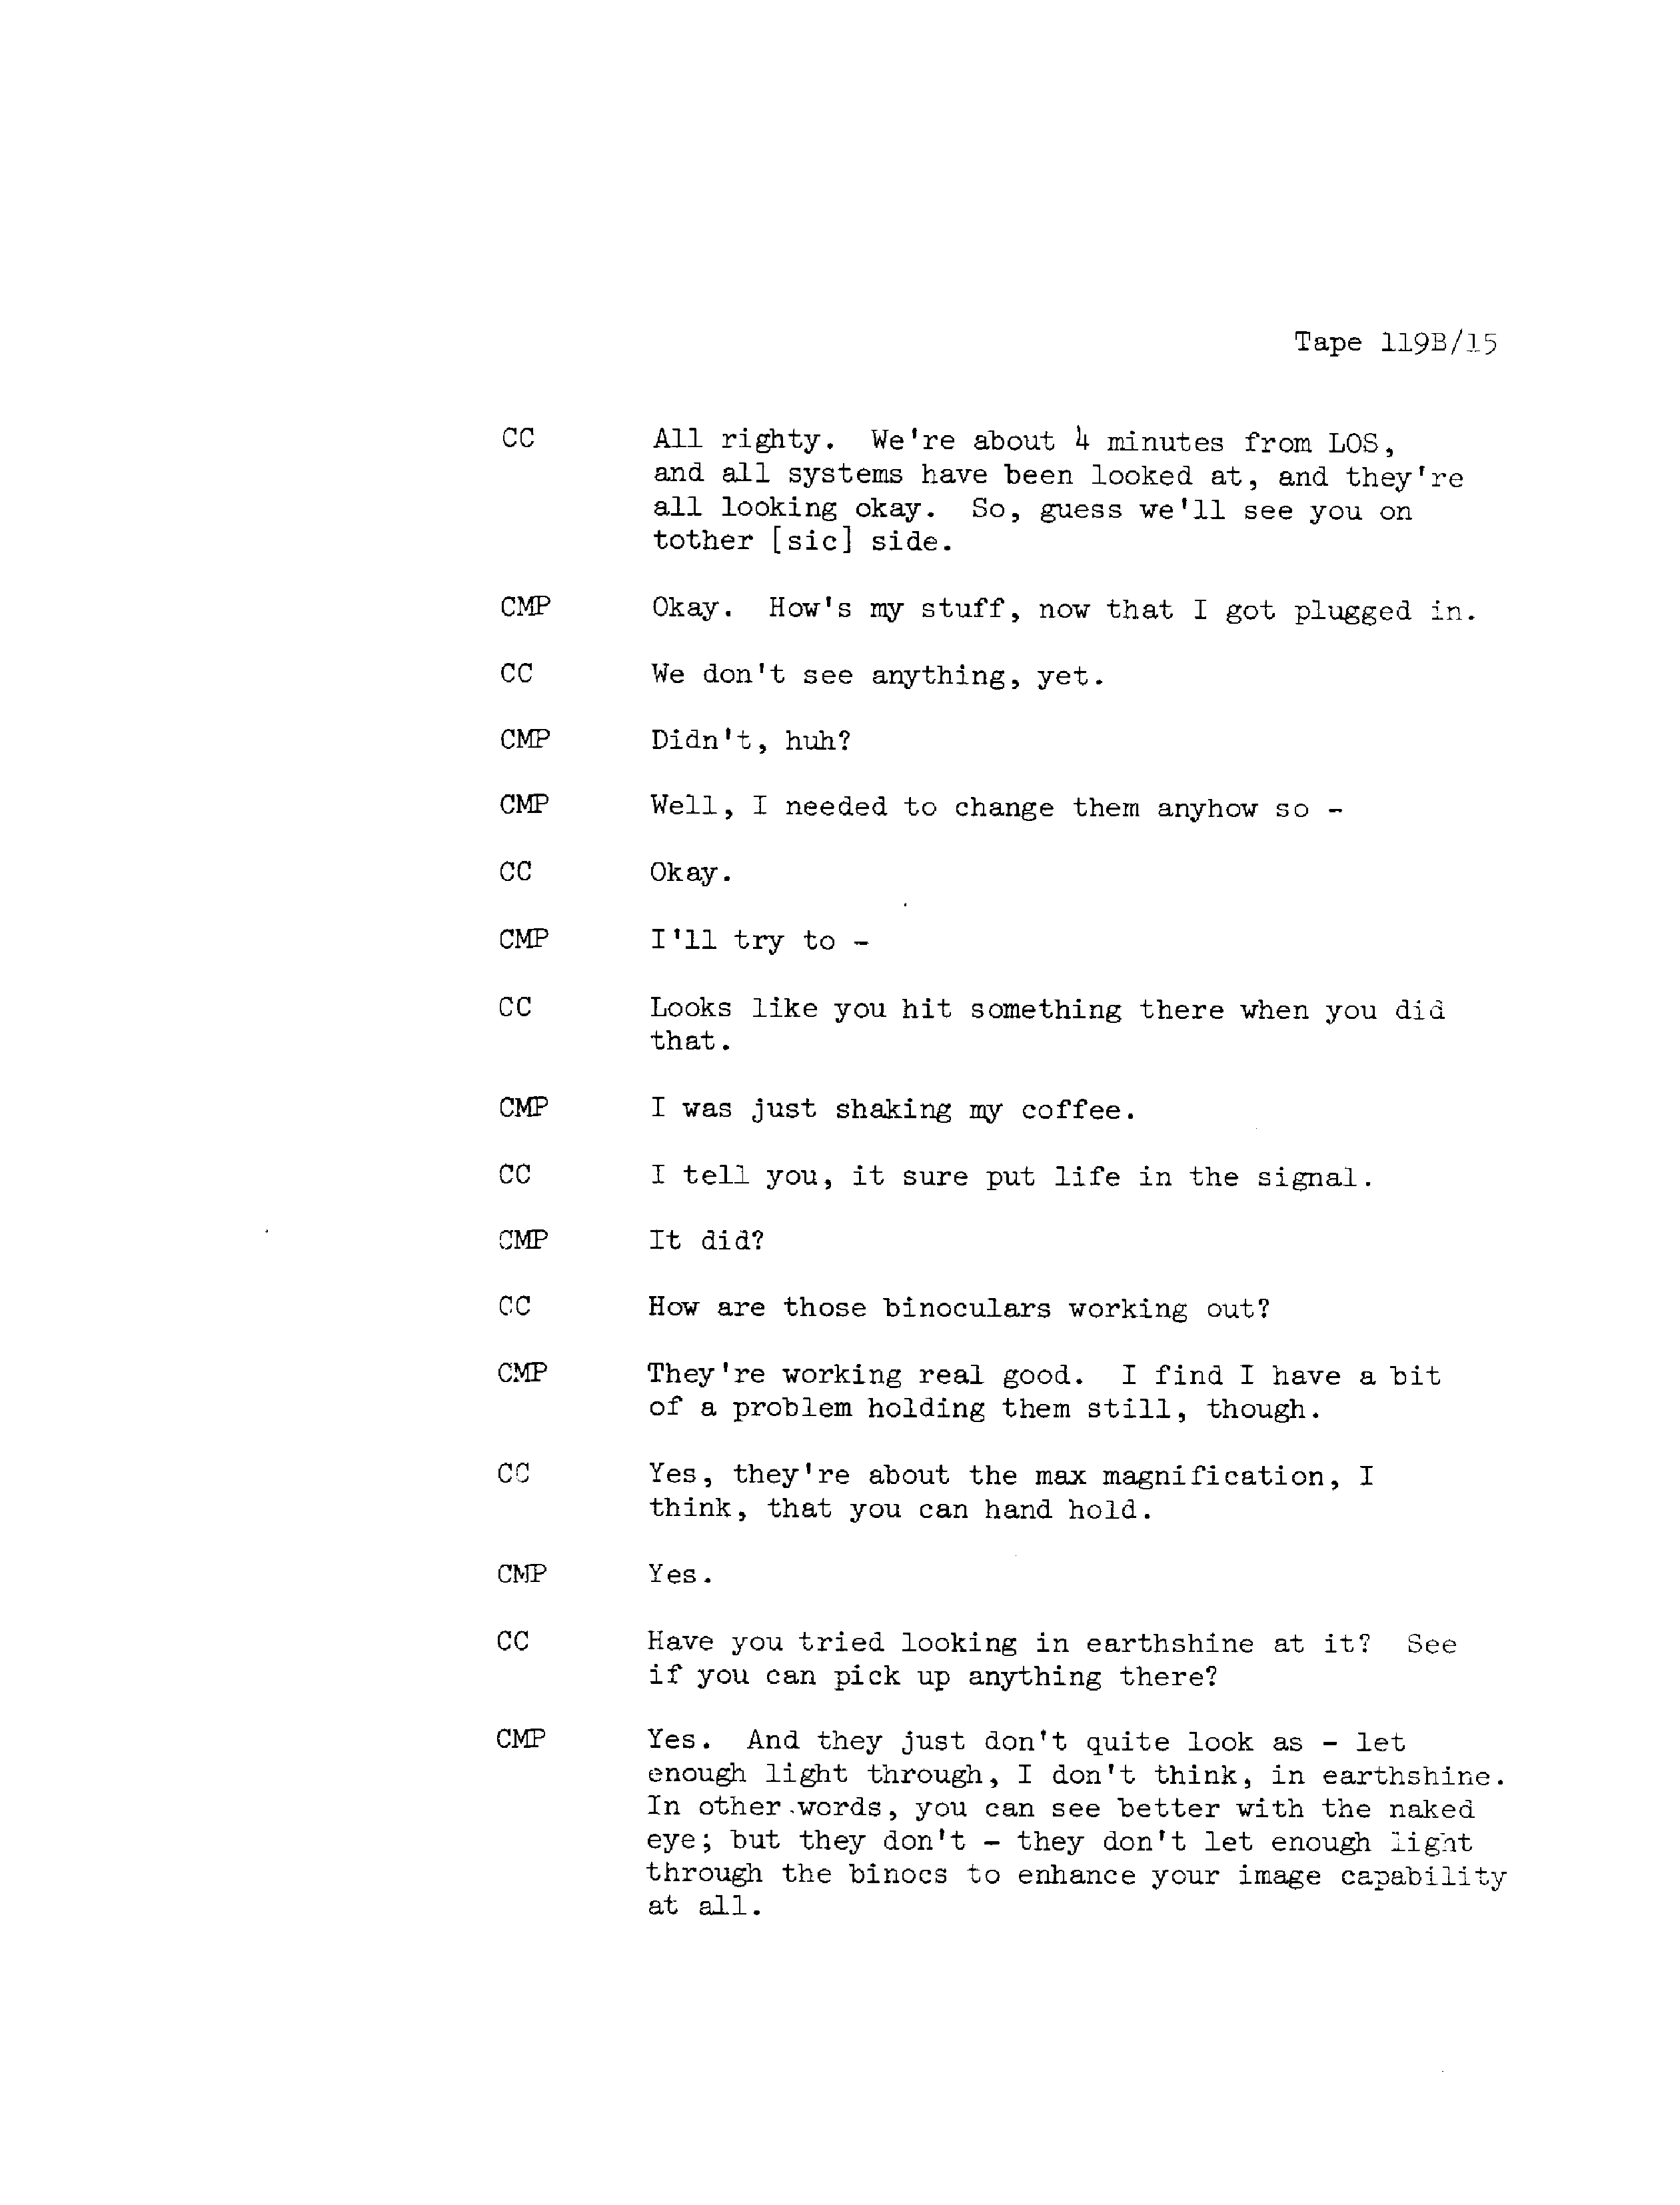 Tape 119B/15
CC All righty. We're about 4 minutes from LOS,
and all systems have been looked at, and they're
all looking okay. So, guess we'll see you on
tother [sic] side.
CMP Okay. How's my stuff, now that I got plugged in.
CC We don't see anything, yet.
CMP Didn't, huh?
CMP Well, I needed to change them anyhow so -
CC Okay.
CMP I'll try to -
CC Looks like you hit something there when you did
that.
CMP I was just shaking my coffee.
CC I tell you, it sure put life in the signal.
CMP It did?
CC How are those binoculars working out?
CMP They're working real good. I find I have a bit
of a problem holding them still, though.
CC Yes, they're about the max magnification, I
think, that you can hand hold.
CMP Yes.
CC Have you tried looking in earthshine at it? See
if you can pick up anything there?
CMP Yes. And they just don't quite look as - let
enough light through, I don't think, in earthshine.
In other words, you can see better with the naked
eye; but they don't - they don't let enough light
through the binocs to enhance your image capability
at all.